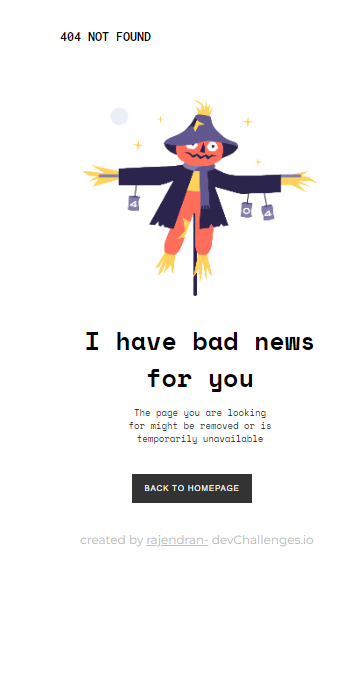 404 NOT FOUND
4
0
4
I have bad news
for you
The page you are looking
for might be removed or is
temporarily unavailable
BACK TO HOMEPAGE
created by rajendran- devChallenges.io